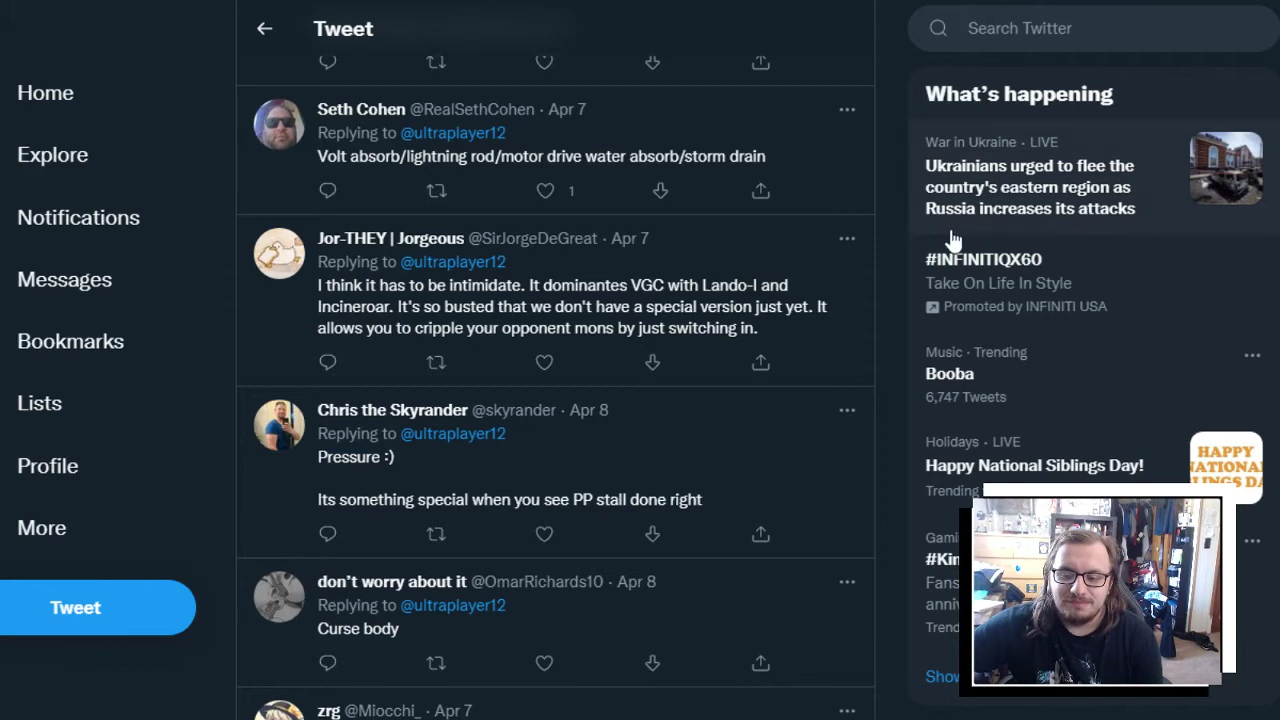 Tweet
Search Twitter
Home
Explore
Notifications
Messages
Bookmarks
Lists
Profile
More
Tweet
Seth Cohen @RealSethCohen · Apr 7
Replying to @ultraplayer12
Volt absorb/lightning rod/motor drive water absorb/storm drain
1
Jor-THEY | Jorgeous @SirJorgeDeGreat · Apr 7
Replying to @ultraplayer12
I think it has to be intimidate. It dominantes VGC with Lando-I and
Incineroar. It's so busted that we don't have a special version just yet. It
allows you to cripple your opponent mons by just switching in.
Chris the Skyrander @skyrander · Apr 8
Replying to @ultraplayer12
Pressure :)
Its something special when you see PP stall done right
don't worry about it @OmarRichards10 · Apr 8
Replying to @ultraplayer12
Curse body
zrg @Miocchi_ · Apr 7
What's happening
War in Ukraine · LIVE
Ukrainians urged to flee the
country's eastern region as
Russia increases its attacks
#INFINITIQX60
Take On Life In Style
Promoted by INFINITI USA
Music · Trending
Booba
6,747 Tweets
Holidays · LIVE
Happy National Siblings Day!
Trending
HAPPY
NATIONAL
Gami
#Kin
Fans
anniv
Trend
Show